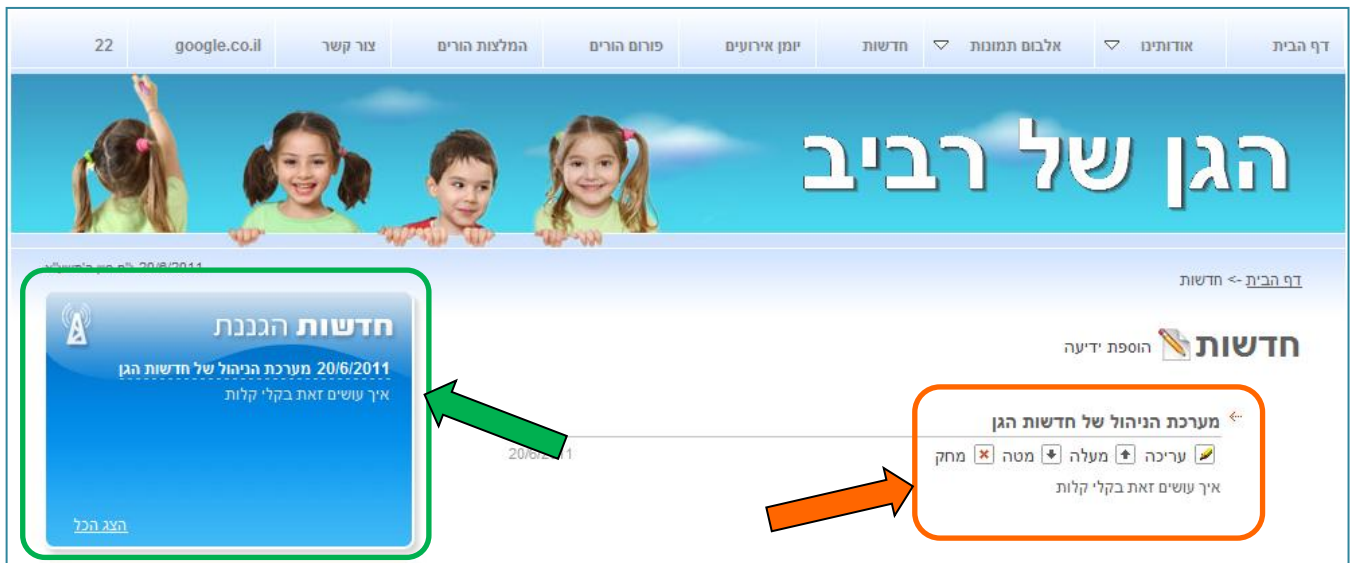 דף הבית אודותינו אלבום תמונות חדשות יומן אירועים פורום הורים המלצות הורים צור קשר google.co.il 22
הגן של רביב
דף הבית -> חדשות
20/6/2011
חדשות הוספת ידיעה
מערכת הניהול של חדשות הגן
עריכה מעלה מטה מחק
איך עושים זאת בקלי קלות
חדשות הגננת
20/6/2011 מערכת הניהול של חדשות הגן
איך עושים זאת בקלי קלות
הצג הכל